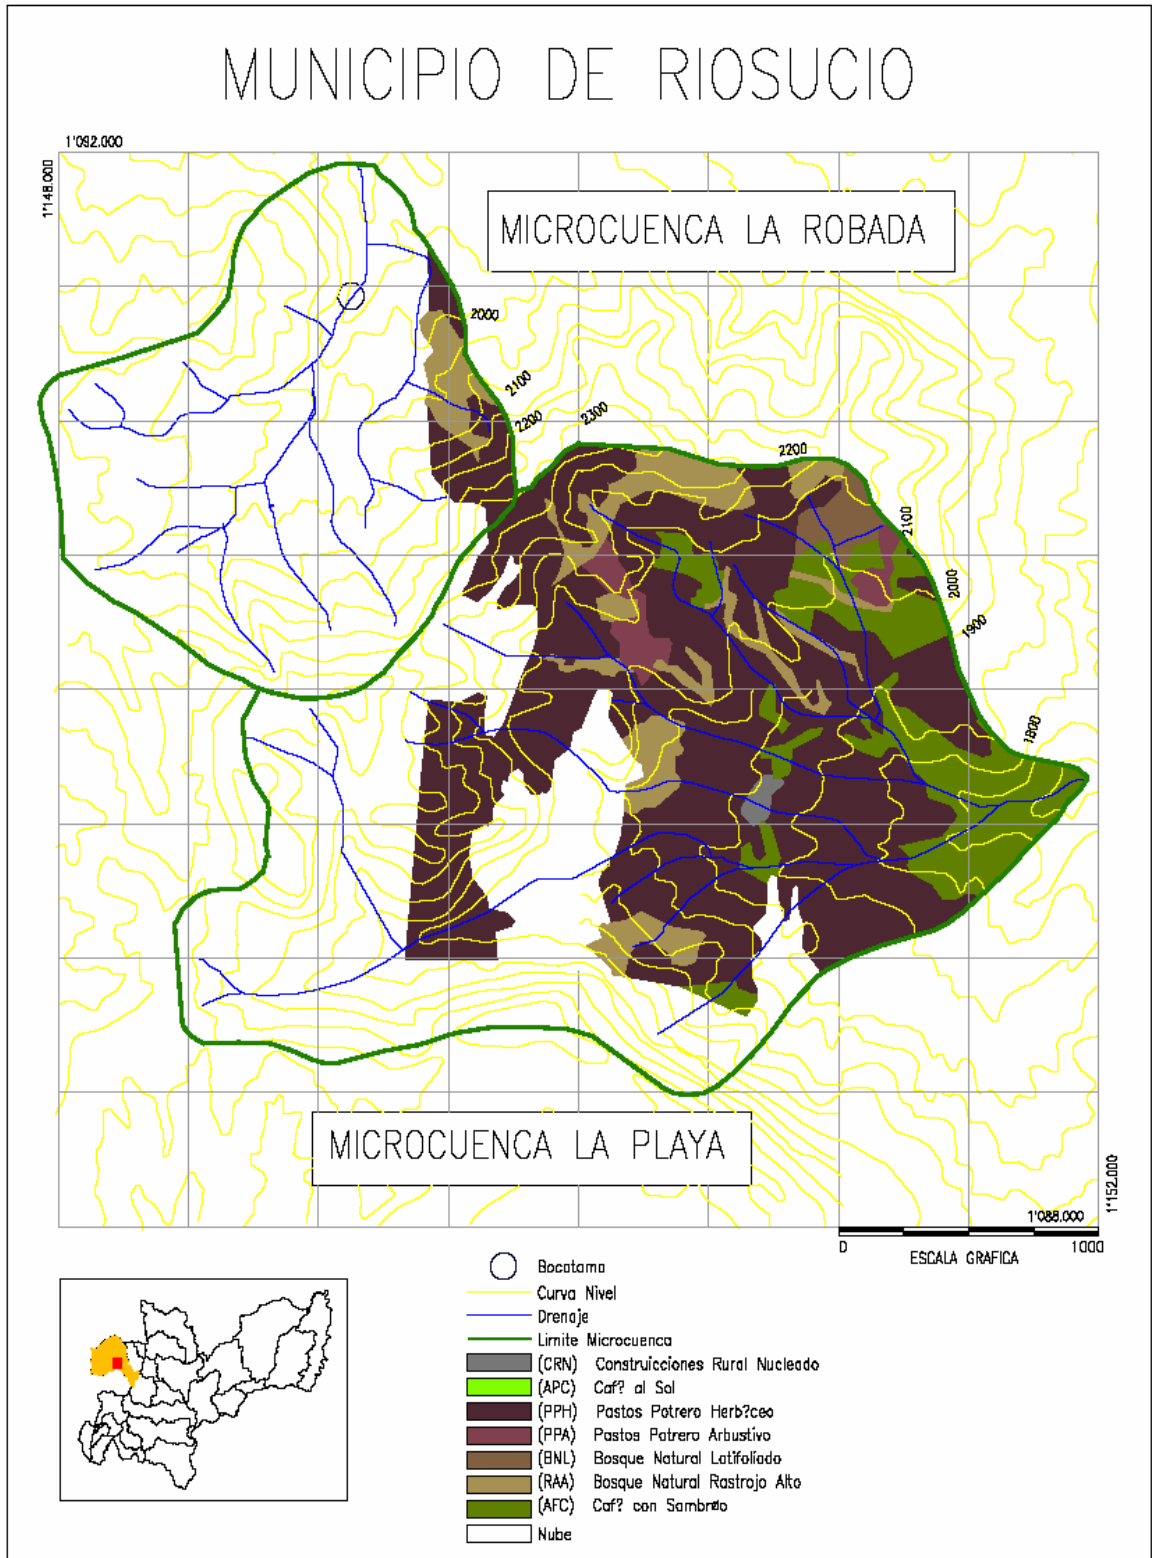 MUNICIPIO DE RIOSUCIO
1'092.000
1'148.000
MICROCUENCA LA ROBADA
2000
2100
2200
2300
2200
2100
2000
1900
1800
MICROCUENCA LA PLAYA
1'152.000
1'088.000
0 1000
ESCALA GRAFICA
Bocatoma
Curva Nivel
Drenaje
Limite Microcuenca
(CRN) Construicciones Rural Nucleado
(APC) Caf? al Sol
(PPH) Pastos Potrero Herb?ceo
(PPA) Pastos Potrero Arbustivo
(BNL) Bosque Natural Latifoliado
(RAA) Bosque Natural Rastrojo Alto
(AFC) Caf? con
Nube